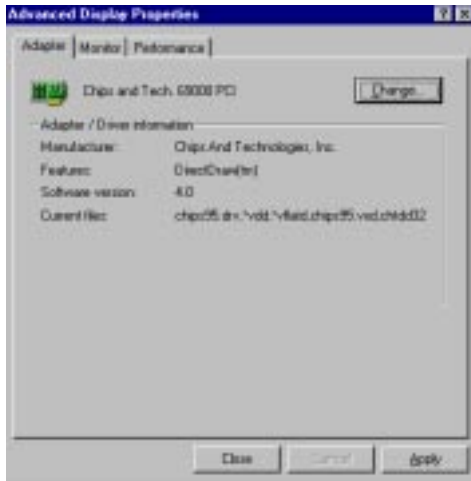 Advanced Display Properties
Adapter Monitor Performance
Chips and Tech. 69000 PCI
Change...
Adapter / Driver information
Manufacturer: Chips And Technologies, Inc.
Features: DirectDraw(tm)
Software version: 4.0
Current files: chips95.drv,*vdd,*vflatd,chips95.vxd,
Close Cancel Apply